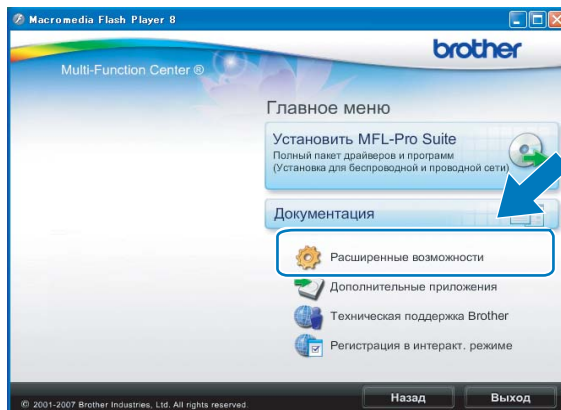 Macromedia Flash Player 8
brother
Multi-Function Center ®
Главное меню
Установить MFL-Pro Suite
Полный пакет драйверов и программ
(Установка для беспроводной и проводной сети)
Документация
Расширенные возможности
Дополнительные приложения
Техническая поддержка Brother
Регистрация в интеракт. режиме
© 2001-2007 Brother Industries, Ltd. All rights reserved.
Назад
Выход